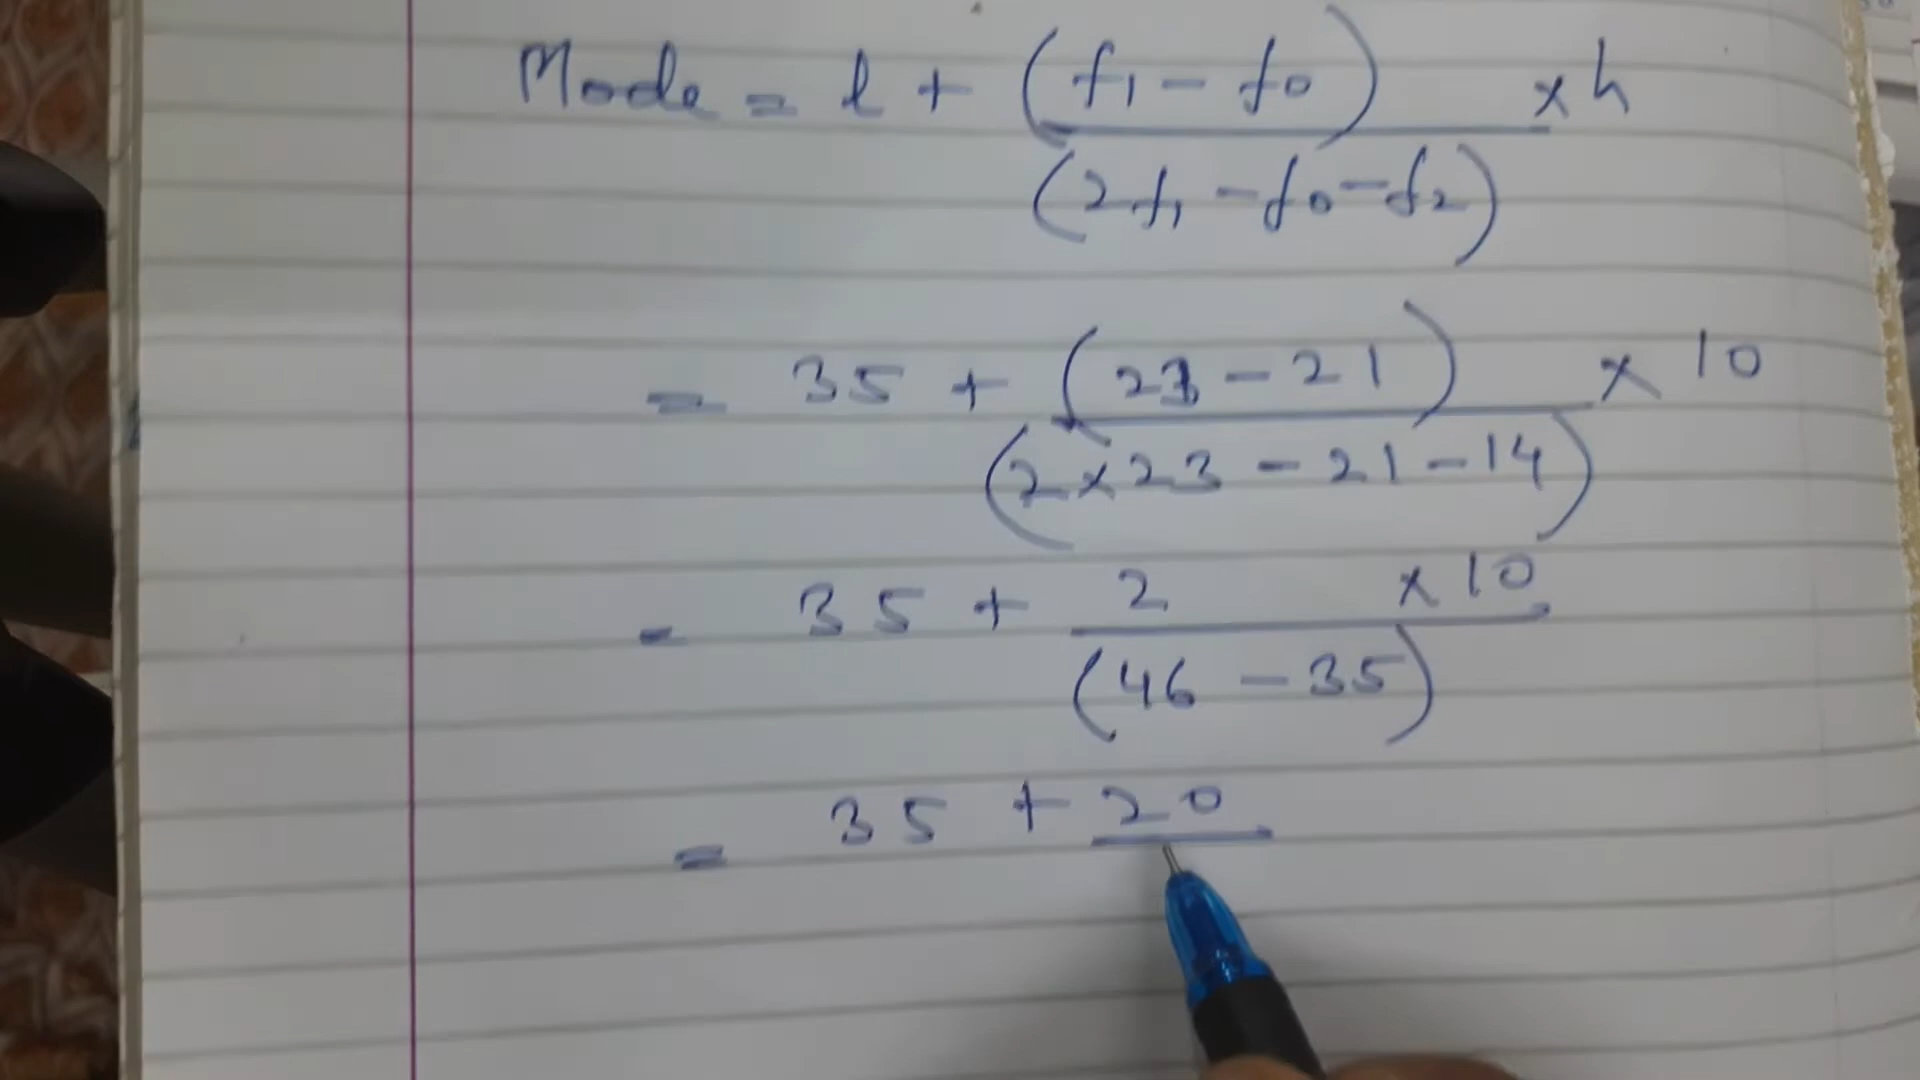 Mode = l + (f₁ - f₀) × h
(2f₁ - f₀ - f₂)
= 35 + (23 - 21) × 10
(2×23 - 21 - 14)
= 35 + 2 × 10
(46 - 35)
= 35 + 20